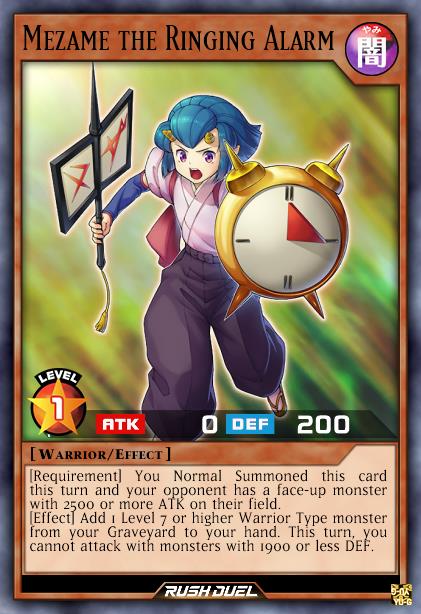 Mezame the Ringing Alarm
やみ
闇
LEVEL
1
ATK 0 DEF 200
[Warrior/Effect]
[Requirement] You Normal Summoned this card
this turn and your opponent has a face-up monster
with 2500 or more ATK on their field.
[Effect] Add 1 Level 7 or higher Warrior Type monster
from your Graveyard to your hand. This turn, you
cannot attack with monsters with 1900 or less DEF.
RUSH DUEL